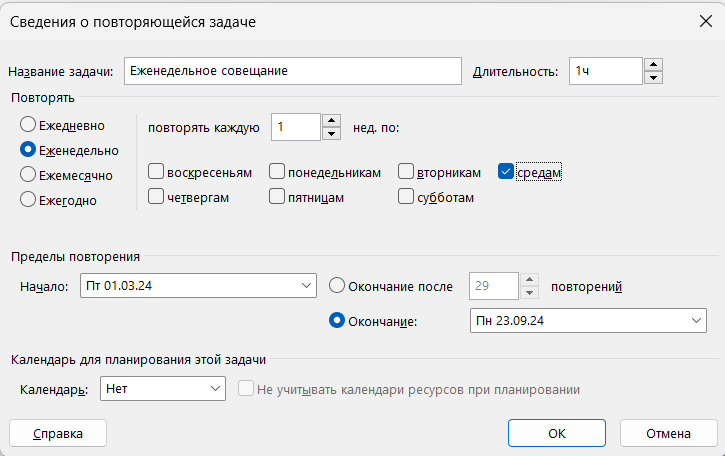 Сведения о повторяющейся задаче
Название задачи: Еженедельное совещание Длительность: 1ч
Повторять
Ежедневно
Еженедельно
Ежемесячно
Ежегодно
повторять каждую 1 нед. по:
воскресеньям понедельникам вторникам средам
четвергам пятницам субботам
Пределы повторения
Начало: Пт 01.03.24 Окончание после 29 повторений
Окончание: Пн 23.09.24
Календарь для планирования этой задачи
Календарь: Нет Не учитывать календари ресурсов при планировании
Справка ОК Отмена